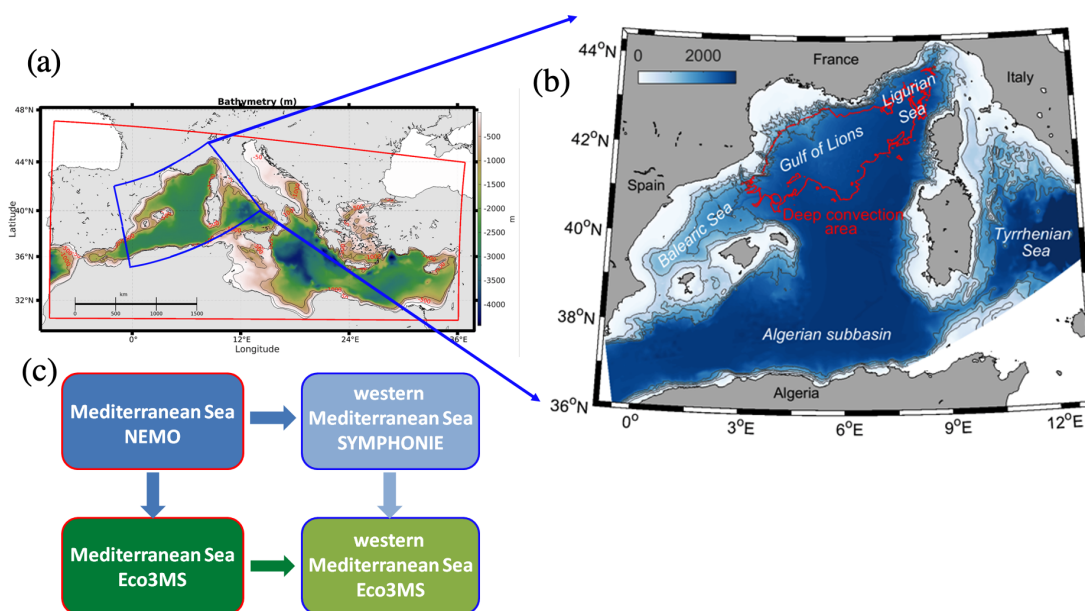 (a)
Bathymetry (m)
48°N
44°N
40°N
36°N
32°N
Latitude
0°
12°E
24°E
36°E
Longitude
km
0 500 1000 1500
-500
-1000
-1500
-2000
-2500
-3000
-3500
-4000
m
-50
(b)
0 2000
44°N
42°N
40°N
38°N
36°N
0°
3°E
6°E
9°E
12°E
France
Italy
Spain
Algeria
Ligurian
Sea
Gulf of Lions
Deep convection
area
Balearic Sea
Tyrrhenian
Sea
Algerian subbasin
(c)
Mediterranean Sea
NEMO
western
Mediterranean Sea
SYMPHONIE
Mediterranean Sea
Eco3MS
western
Mediterranean Sea
Eco3MS